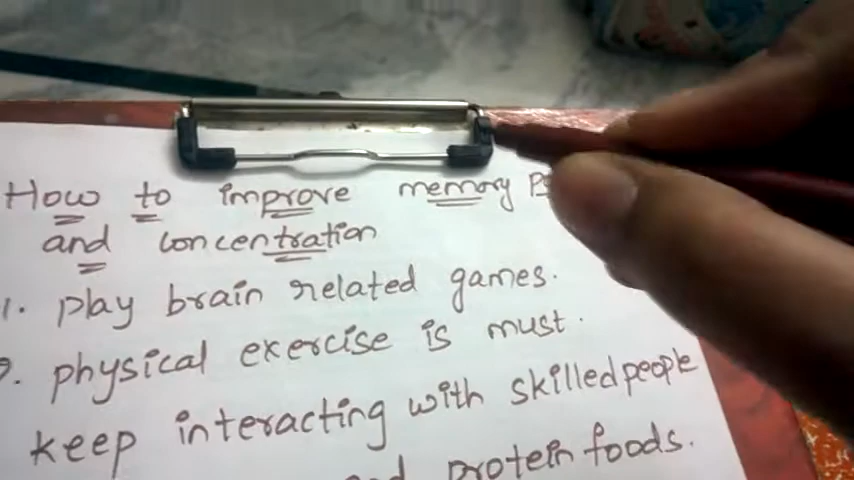 How to improve memory
and concentration
1. play brain related games.
physical exercise is must.
keep interacting with skilled people
protein foods.